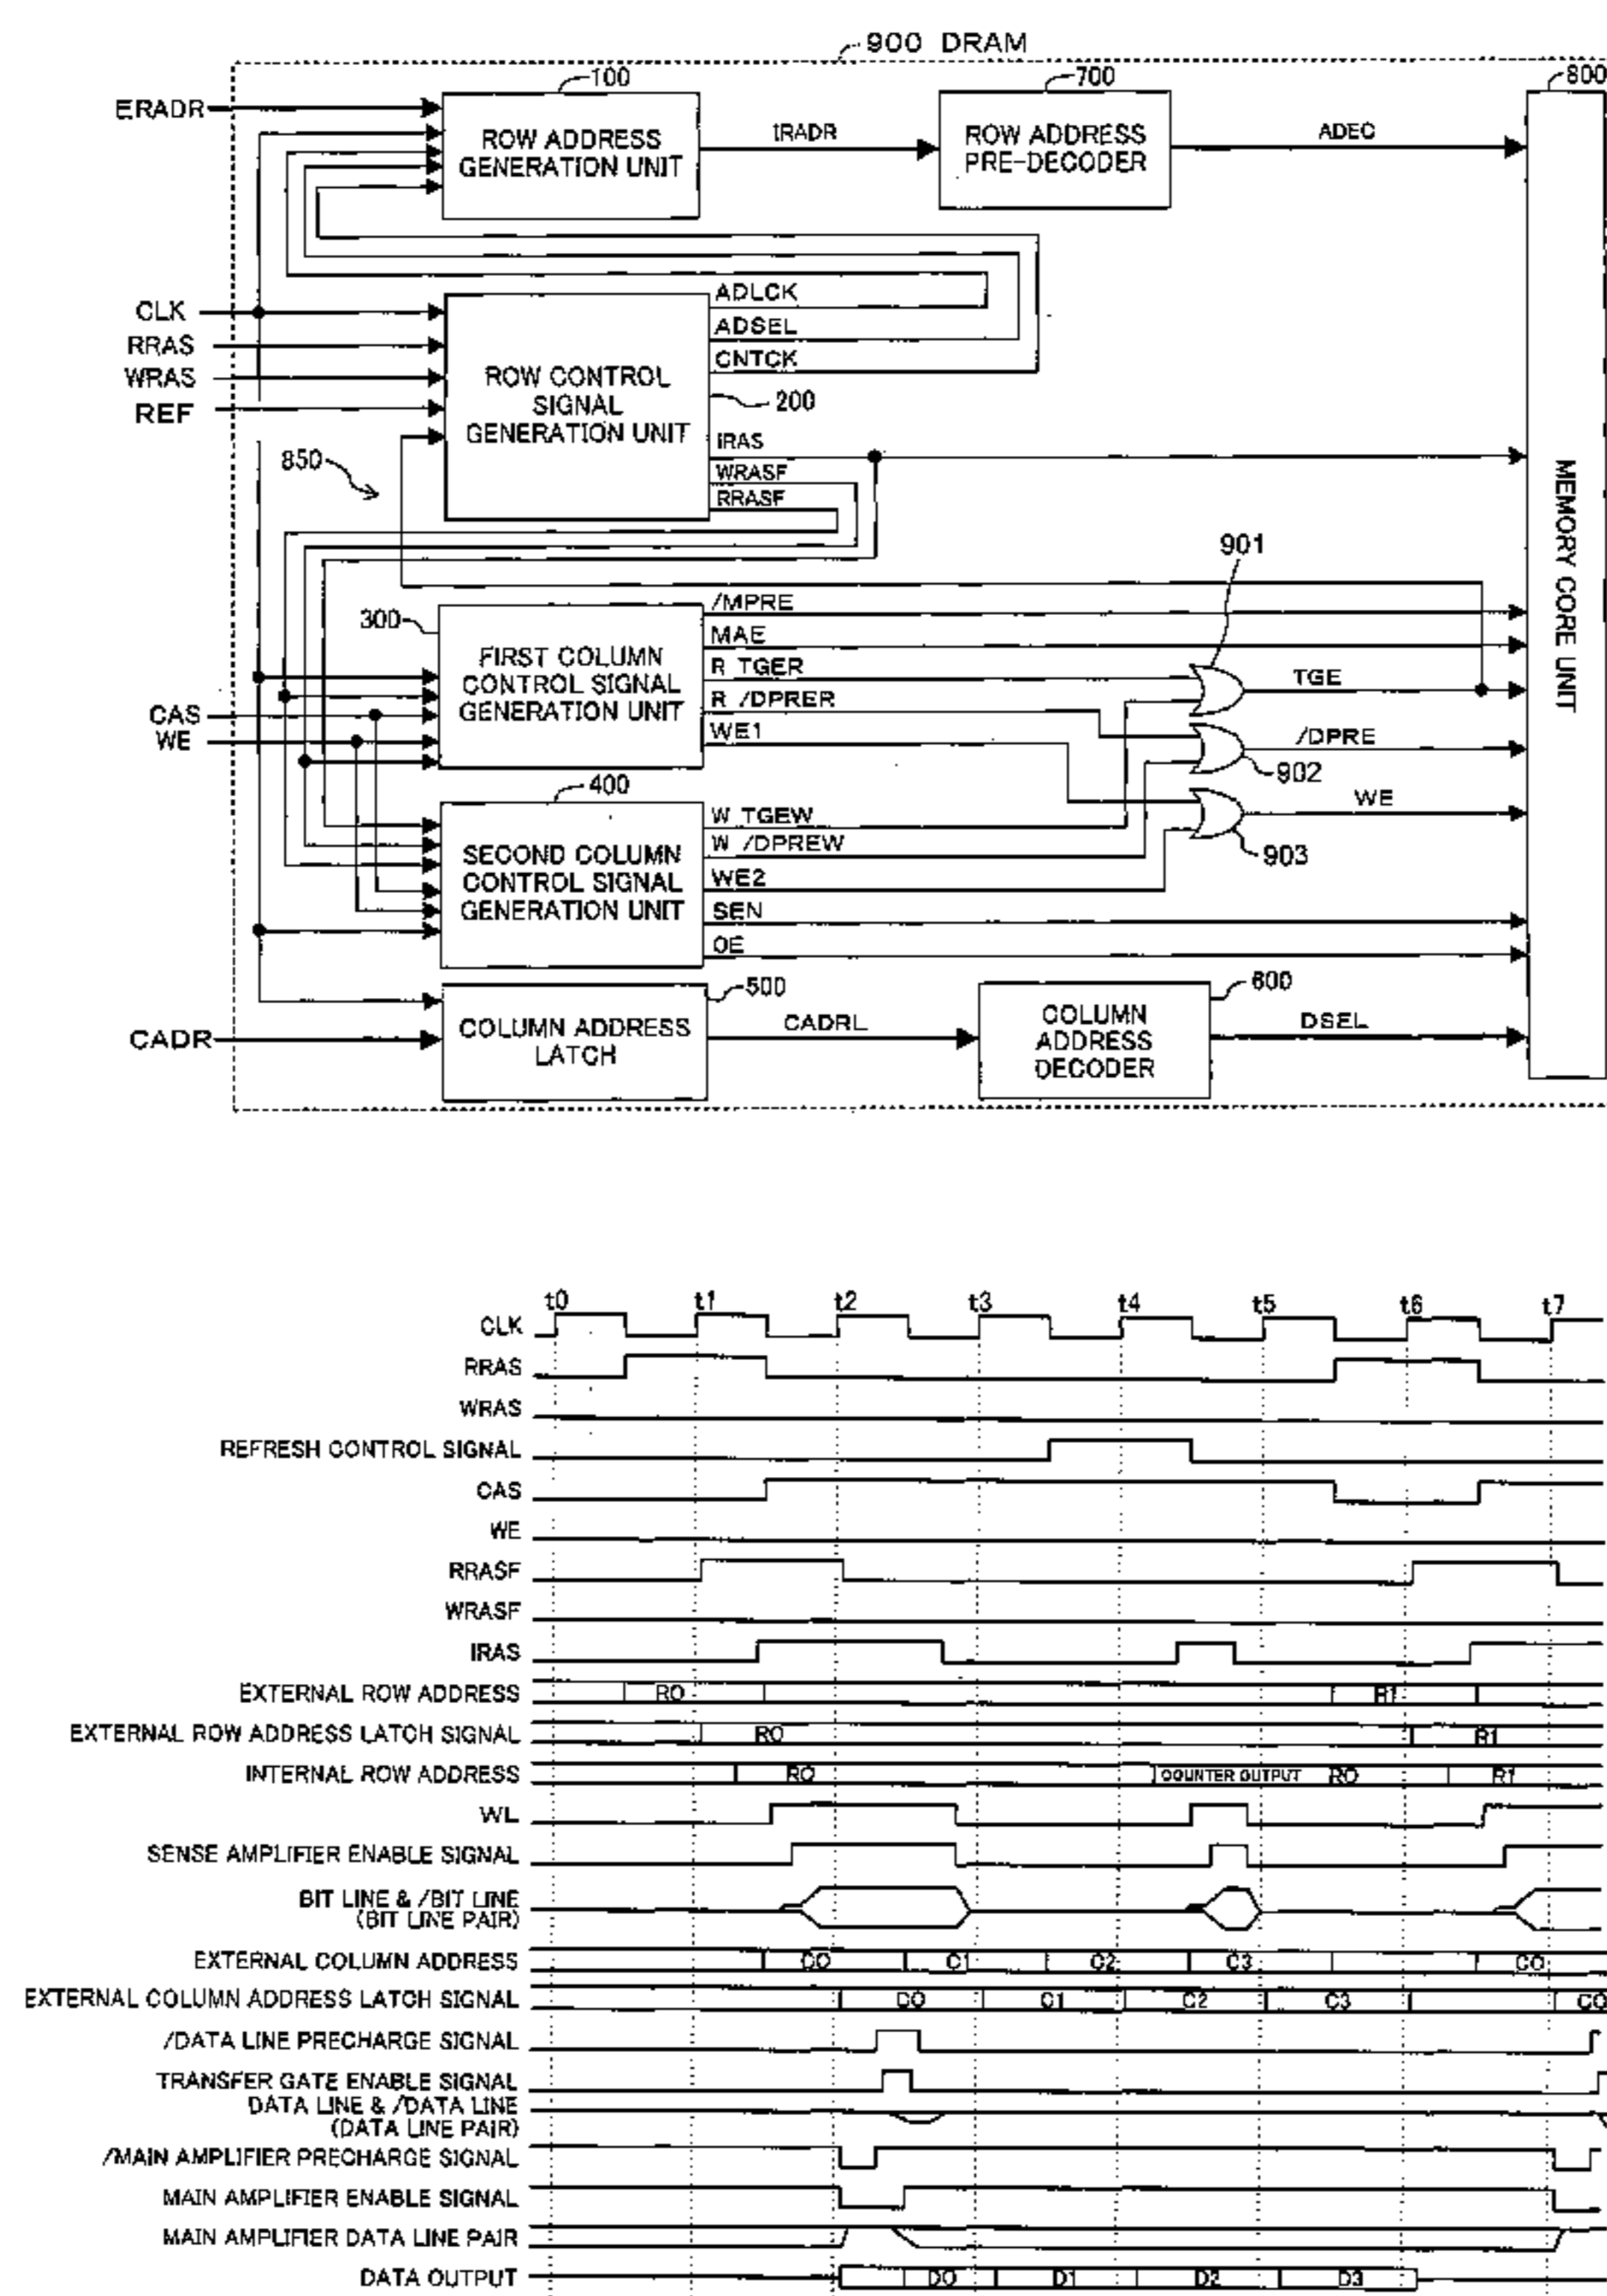 900 DRAM
100
700
800
ERADR
ROW ADDRESS
GENERATION UNIT
IRADR
ROW ADDRESS
PRE-DECODER
ADEC
CLK
RRAS
WRAS
REF
ROW CONTROL
SIGNAL
GENERATION UNIT
ADLCK
ADSEL
CNTCK
200
IRAS
WRASF
RRASF
850
MEMORY CORE UNIT
901
300
FIRST COLUMN
CONTROL SIGNAL
GENERATION UNIT
/MPRE
MAE
R TGER
R /DPRER
WE1
TGE
/DPRE
902
WE
903
CAS
WE
400
SECOND COLUMN
CONTROL SIGNAL
GENERATION UNIT
W TGEW
W /DPREW
WE2
SEN
OE
500
COLUMN ADDRESS
LATCH
CADR
CADRL
600
COLUMN
ADDRESS
DECODER
DSEL
t0 t1 t2 t3 t4 t5 t6 t7
CLK
RRAS
WRAS
REFRESH CONTROL SIGNAL
CAS
WE
RRASF
WRASF
IRAS
EXTERNAL ROW ADDRESS R0 R1
EXTERNAL ROW ADDRESS LATCH SIGNAL R0 R1
INTERNAL ROW ADDRESS R0 COUNTER OUTPUT R0 R1
WL
SENSE AMPLIFIER ENABLE SIGNAL
BIT LINE & /BIT LINE
(BIT LINE PAIR)
EXTERNAL COLUMN ADDRESS C0 C1 C2 C3 C0
EXTERNAL COLUMN ADDRESS LATCH SIGNAL C0 C1 C2 C3 C0
/DATA LINE PRECHARGE SIGNAL
TRANSFER GATE ENABLE SIGNAL
DATA LINE & /DATA LINE
(DATA LINE PAIR)
/MAIN AMPLIFIER PRECHARGE SIGNAL
MAIN AMPLIFIER ENABLE SIGNAL
MAIN AMPLIFIER DATA LINE PAIR
DATA OUTPUT D0 D1 D2 D3